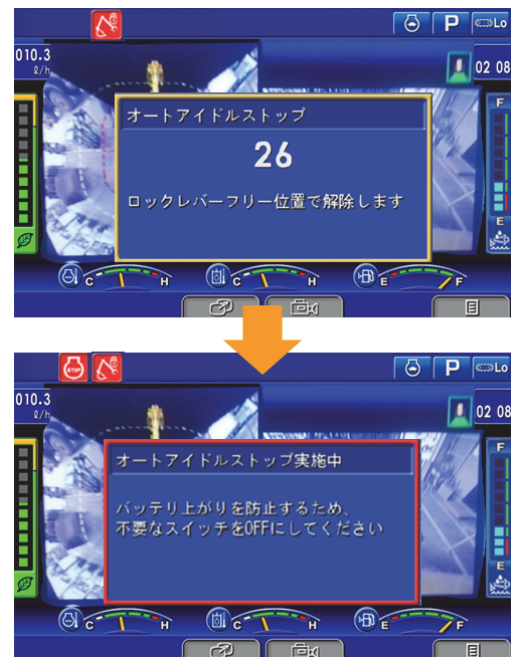 P
Lo
010.3
ℓ/h
02 08
オートアイドルストップ
26
ロックレバーフリー位置で解除します
F
E
C H
C H
E F
STOP
P
Lo
010.3
ℓ/h
02 08
オートアイドルストップ実施中
バッテリ上がりを防止するため、
不要なスイッチをOFFにしてください
F
E
C H
C H
E F